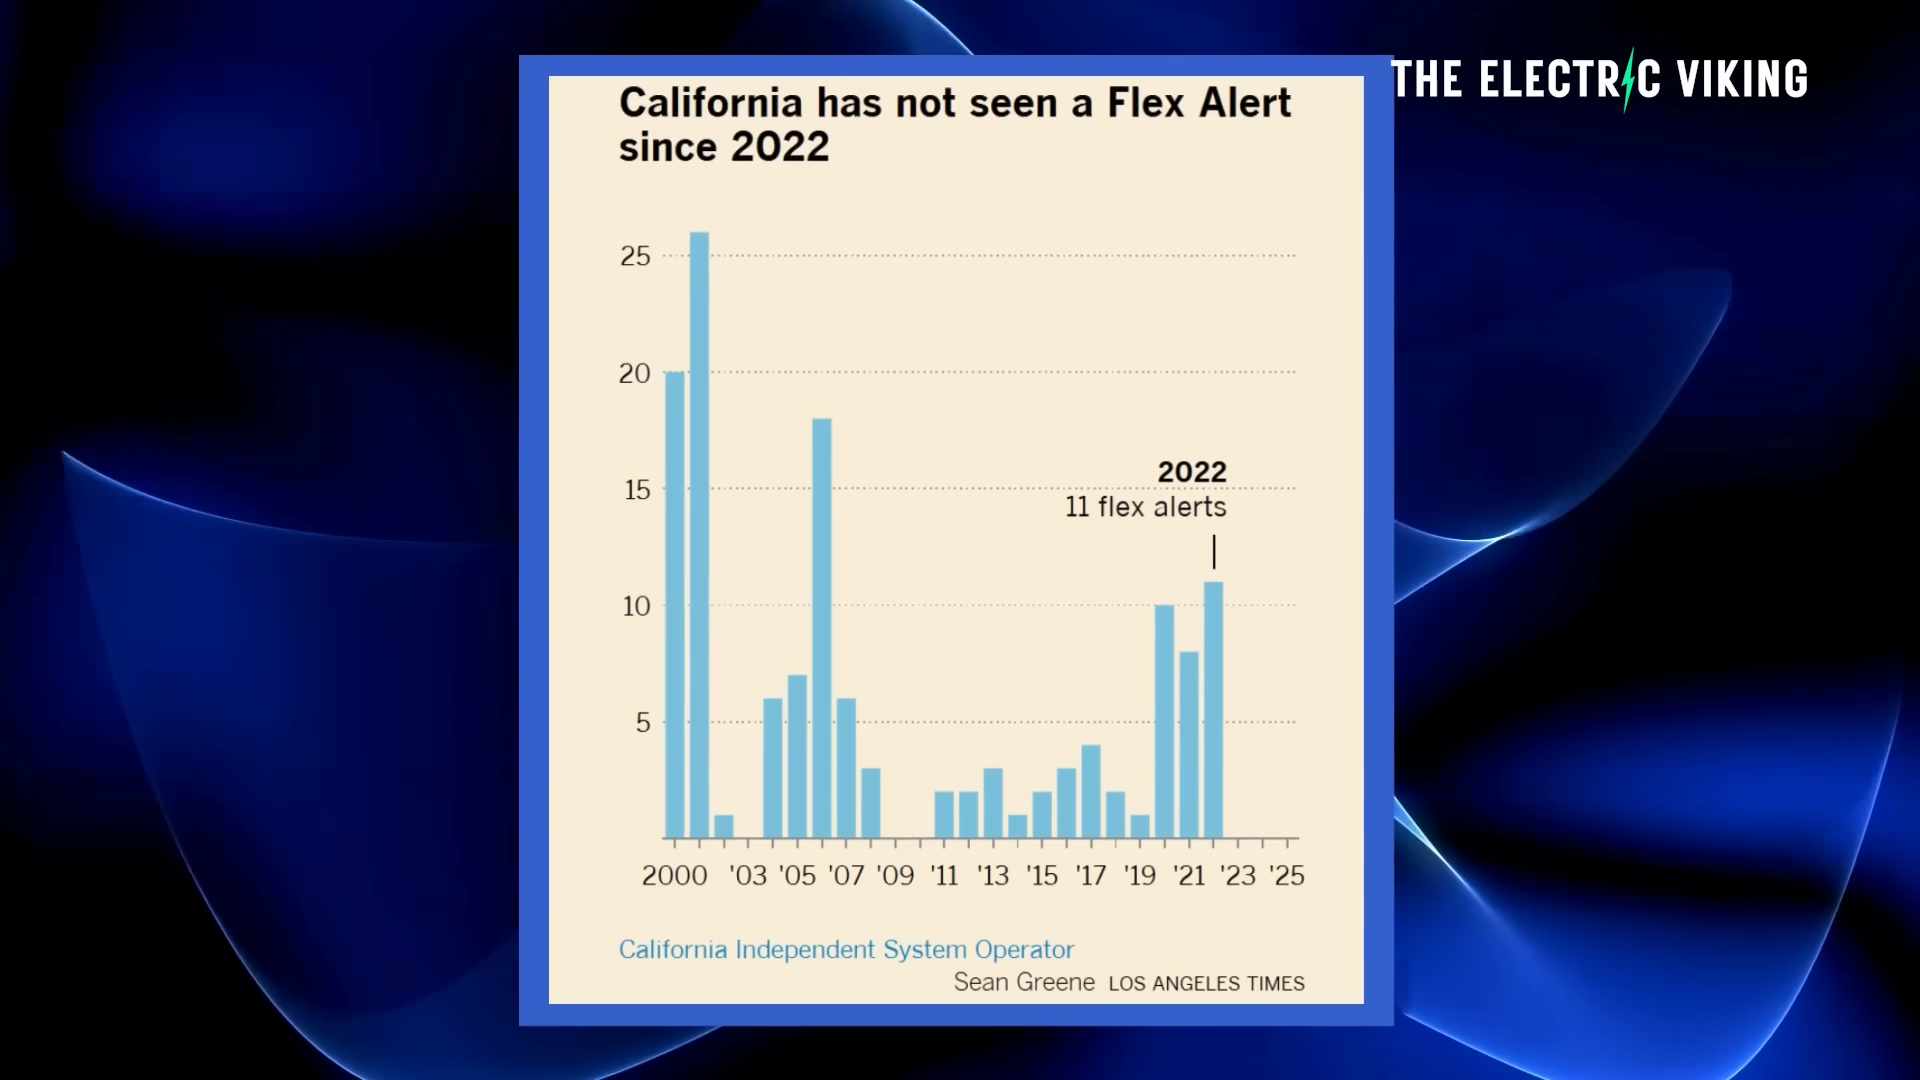 THE ELECTRIC VIKING
California has not seen a Flex Alert
since 2022
25
20
15
10
5
2022
11 flex alerts
2000 '03 '05 '07 '09 '11 '13 '15 '17 '19 '21 '23 '25
California Independent System Operator
Sean Greene LOS ANGELES TIMES